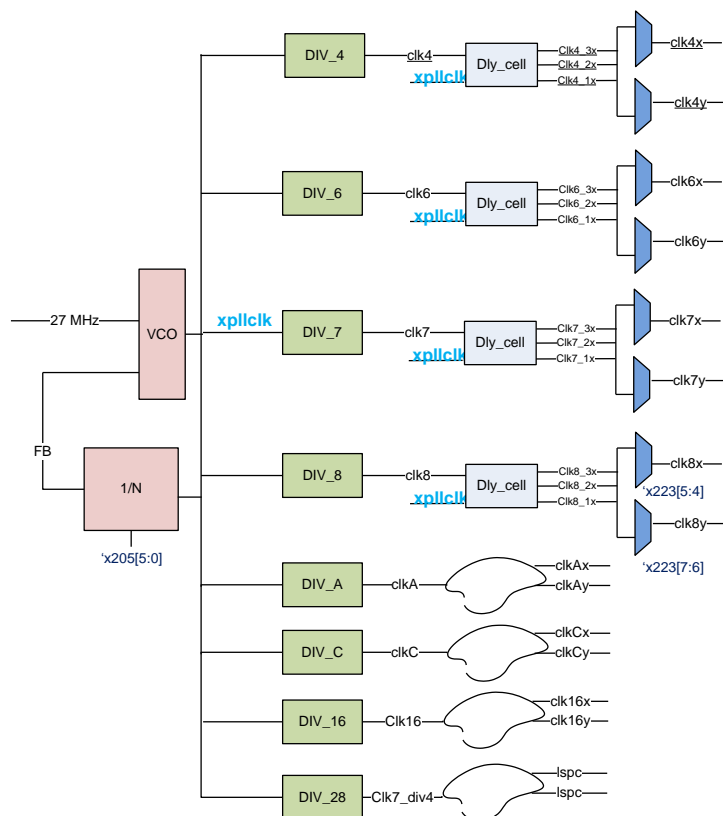 DIV_4
clk4
xpllclk
Dly_cell
Clk4_3x
Clk4_2x
Clk4_1x
clk4x
clk4y
DIV_6
clk6
xpllclk
Dly_cell
Clk6_3x
Clk6_2x
Clk6_1x
clk6x
clk6y
27 MHz
VCO
xpllclk
DIV_7
clk7
xpllclk
Dly_cell
Clk7_3x
Clk7_2x
Clk7_1x
clk7x
clk7y
FB
1/N
'x205[5:0]
DIV_8
clk8
xpllclk
Dly_cell
Clk8_3x
Clk8_2x
Clk8_1x
clk8x
'x223[5:4]
clk8y
'x223[7:6]
DIV_A
clkA
clkAx
clkAy
DIV_C
clkC
clkCx
clkCy
DIV_16
Clk16
clk16x
clk16y
DIV_28
Clk7_div4
lspc
lspc